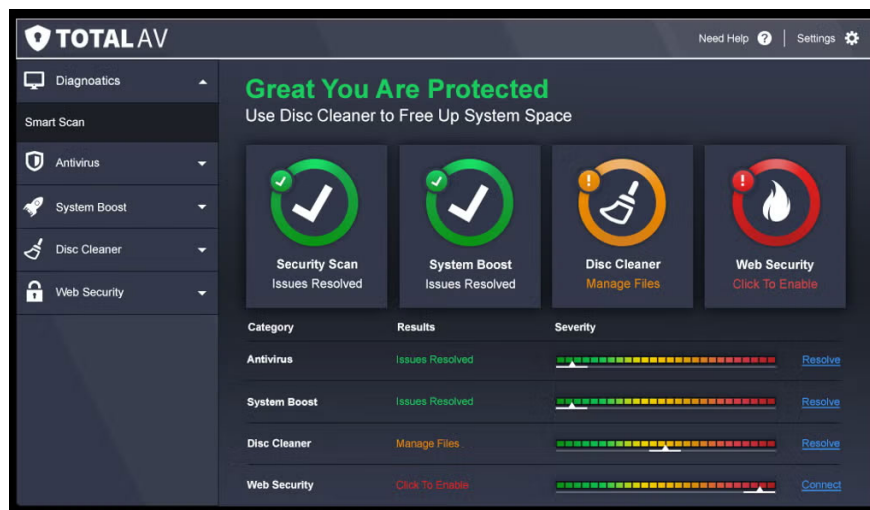 TOTALAV
Need Help ? | Settings
Diagnoatics
Smart Scan
Antivirus
System Boost
Disc Cleaner
Web Security
Great You Are Protected
Use Disc Cleaner to Free Up System Space
Security Scan
Issues Resolved
System Boost
Issues Resolved
! Disc Cleaner
Manage Files
! Web Security
Click To Enable
Category Results Severity
Antivirus Issues Resolved Resolve
System Boost Issues Resolved Resolve
Disc Cleaner Manage Files Resolve
Web Security Click To Enable Connect